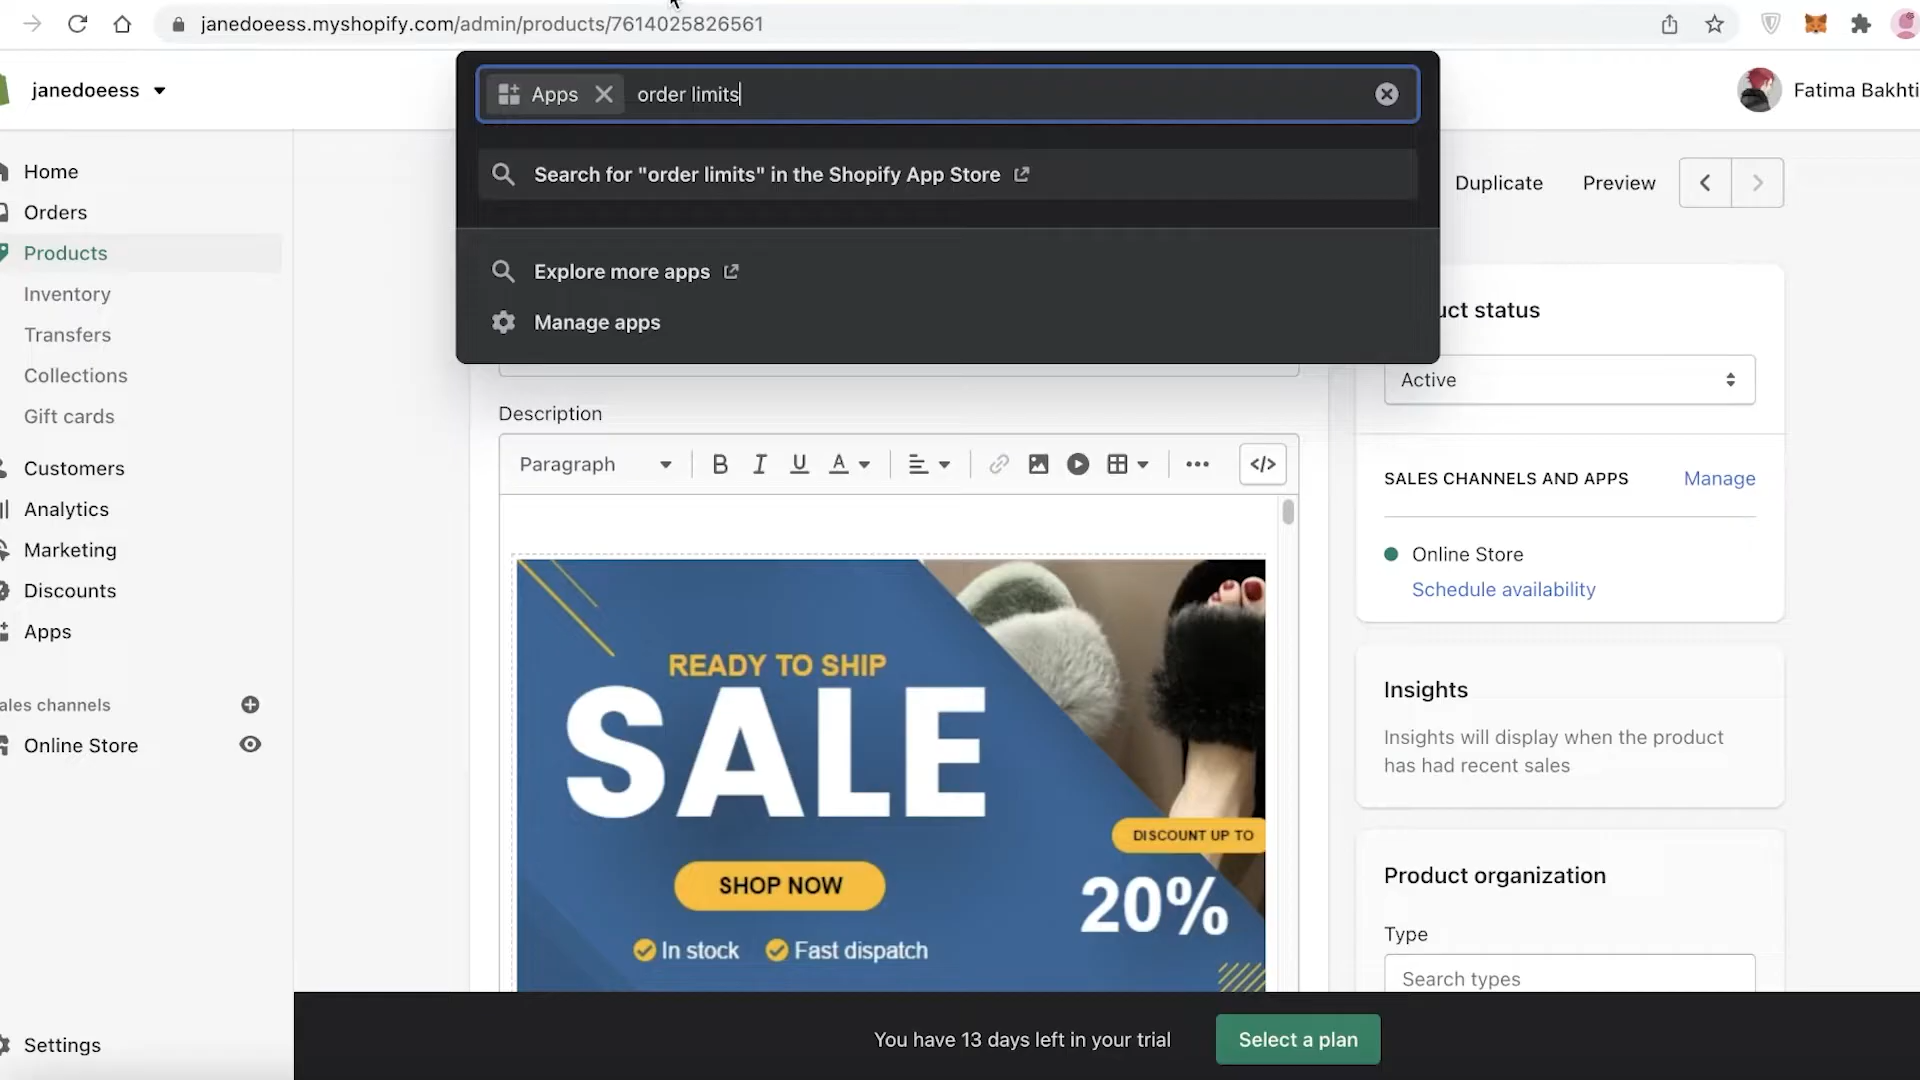 janedoeess.myshopify.com/admin/products/7614025826561
janedoeess
Apps
order limits
Fatima Bakhti
Search for "order limits" in the Shopify App Store
Explore more apps
Manage apps
Home
Orders
Products
Inventory
Transfers
Collections
Gift cards
Customers
Analytics
Marketing
Discounts
Apps
ales channels
Online Store
Settings
Duplicate
Preview
uct status
Active
SALES CHANNELS AND APPS
Manage
Online Store
Schedule availability
Insights
Insights will display when the product
has had recent sales
Product organization
Type
Search types
Description
Paragraph
B I U A
READY TO SHIP
SALE
SHOP NOW
In stock
Fast dispatch
DISCOUNT UP TO
20%
You have 13 days left in your trial
Select a plan